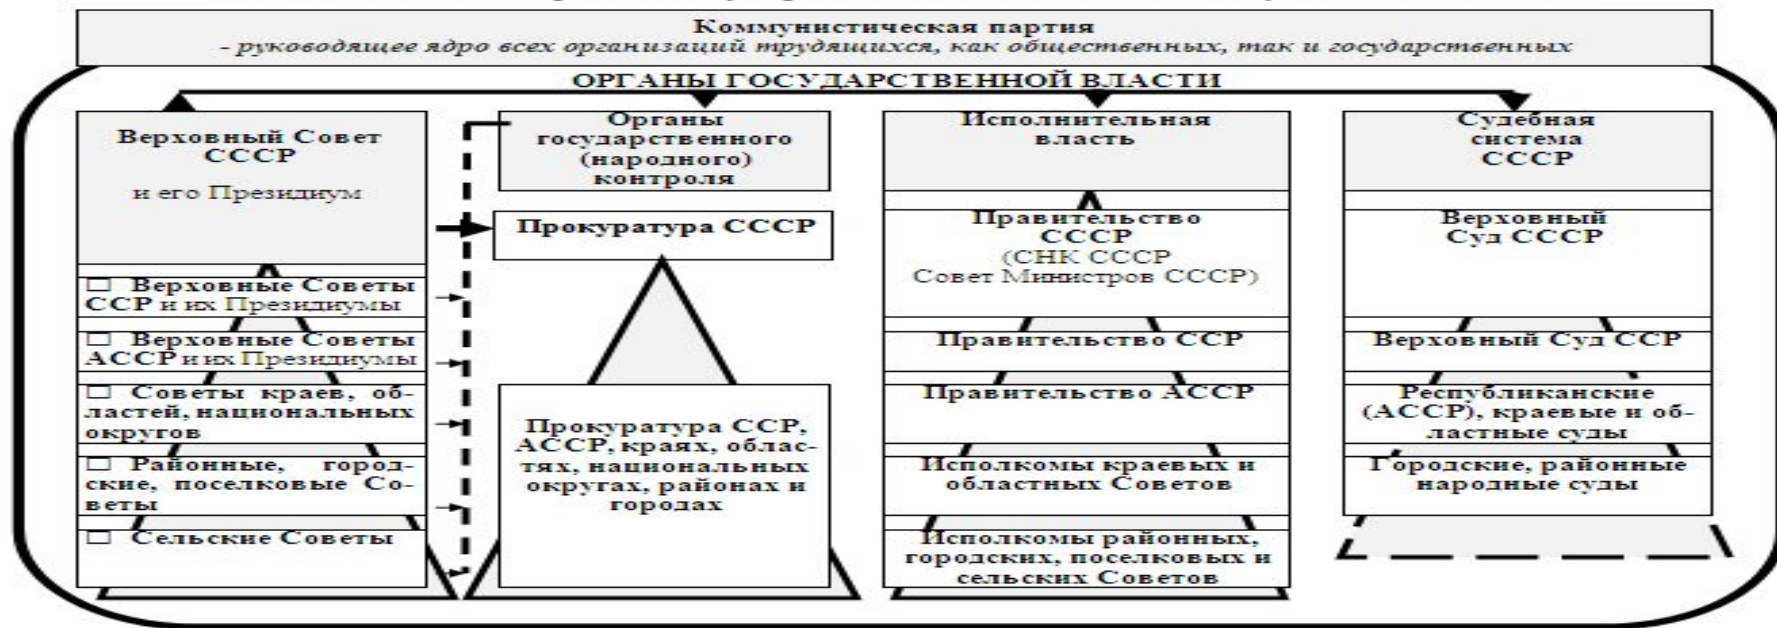 Коммунистическая партия
- руководящее ядро всех организаций трудящихся, как общественных, так и государственных
ОРГАНЫ ГОСУДАРСТВЕННОЙ ВЛАСТИ
Верховный Совет
СССР
и его Президиум
☐ Верховные Советы
ССР и их Президиумы
☐ Верховные Советы
АССР и их Президиумы
☐ Советы краев, об-
ластей, национальных
округов
☐ Районные, город-
ские, поселковые Со-
веты
☐ Сельские Советы
Органы
государственного
(народного)
контроля
Прокуратура СССР
Прокуратура ССР,
АССР, краях, облас-
тях, национальных
округах, районах и
городах
Исполнительная
власть
Правительство
СССР
(СНК СССР
Совет Министров СССР)
Правительство ССР
Правительство АССР
Исполкомы краевых и
областных Советов
Исполкомы районных,
городских, поселковых и
сельских Советов
Судебная
система
СССР
Верховный
Суд СССР
Верховный Суд ССР
Республиканские
(АССР), краевые и об-
ластные суды
Городские, районные
народные суды